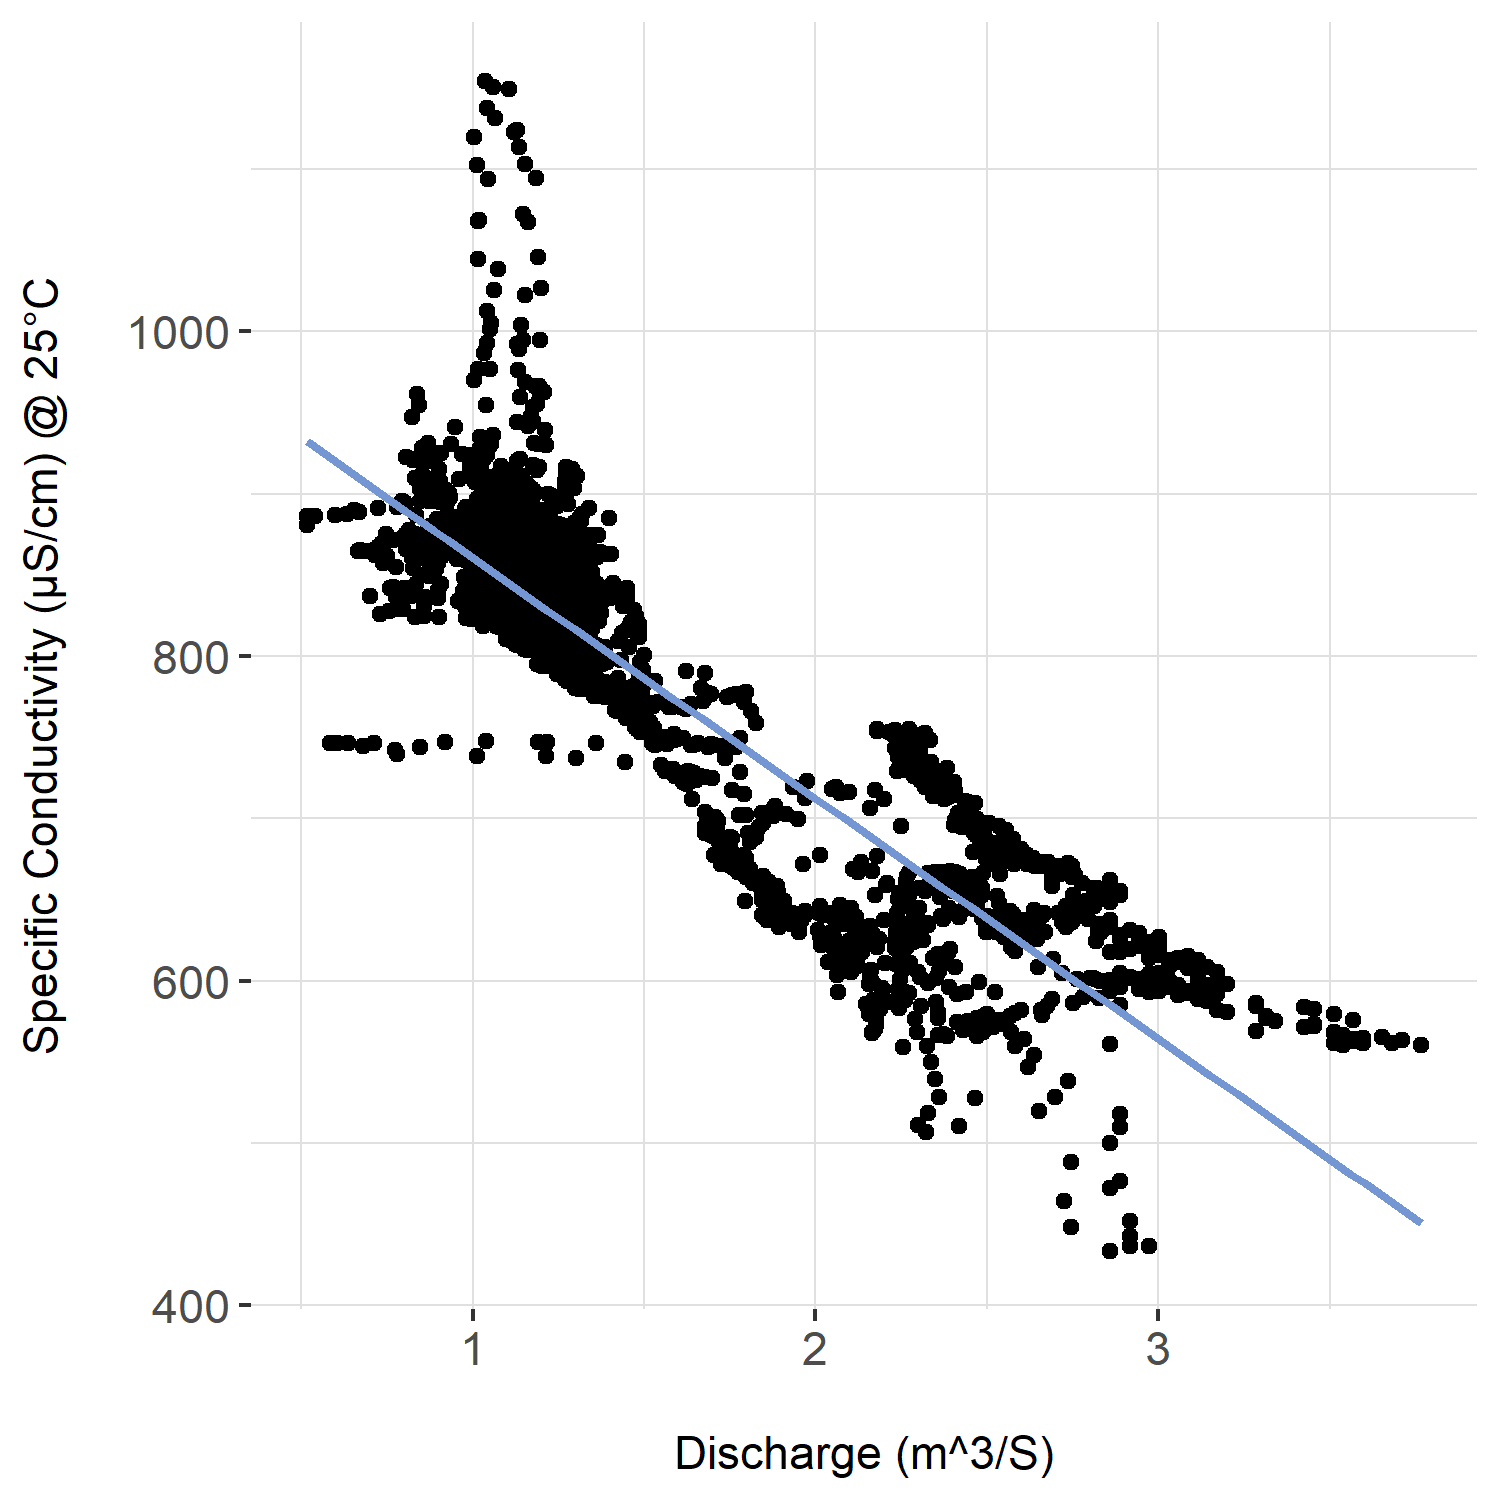 Specific Conductivity (µS/cm) @ 25°C
1000
800
600
400
1 2 3
Discharge (m^3/S)